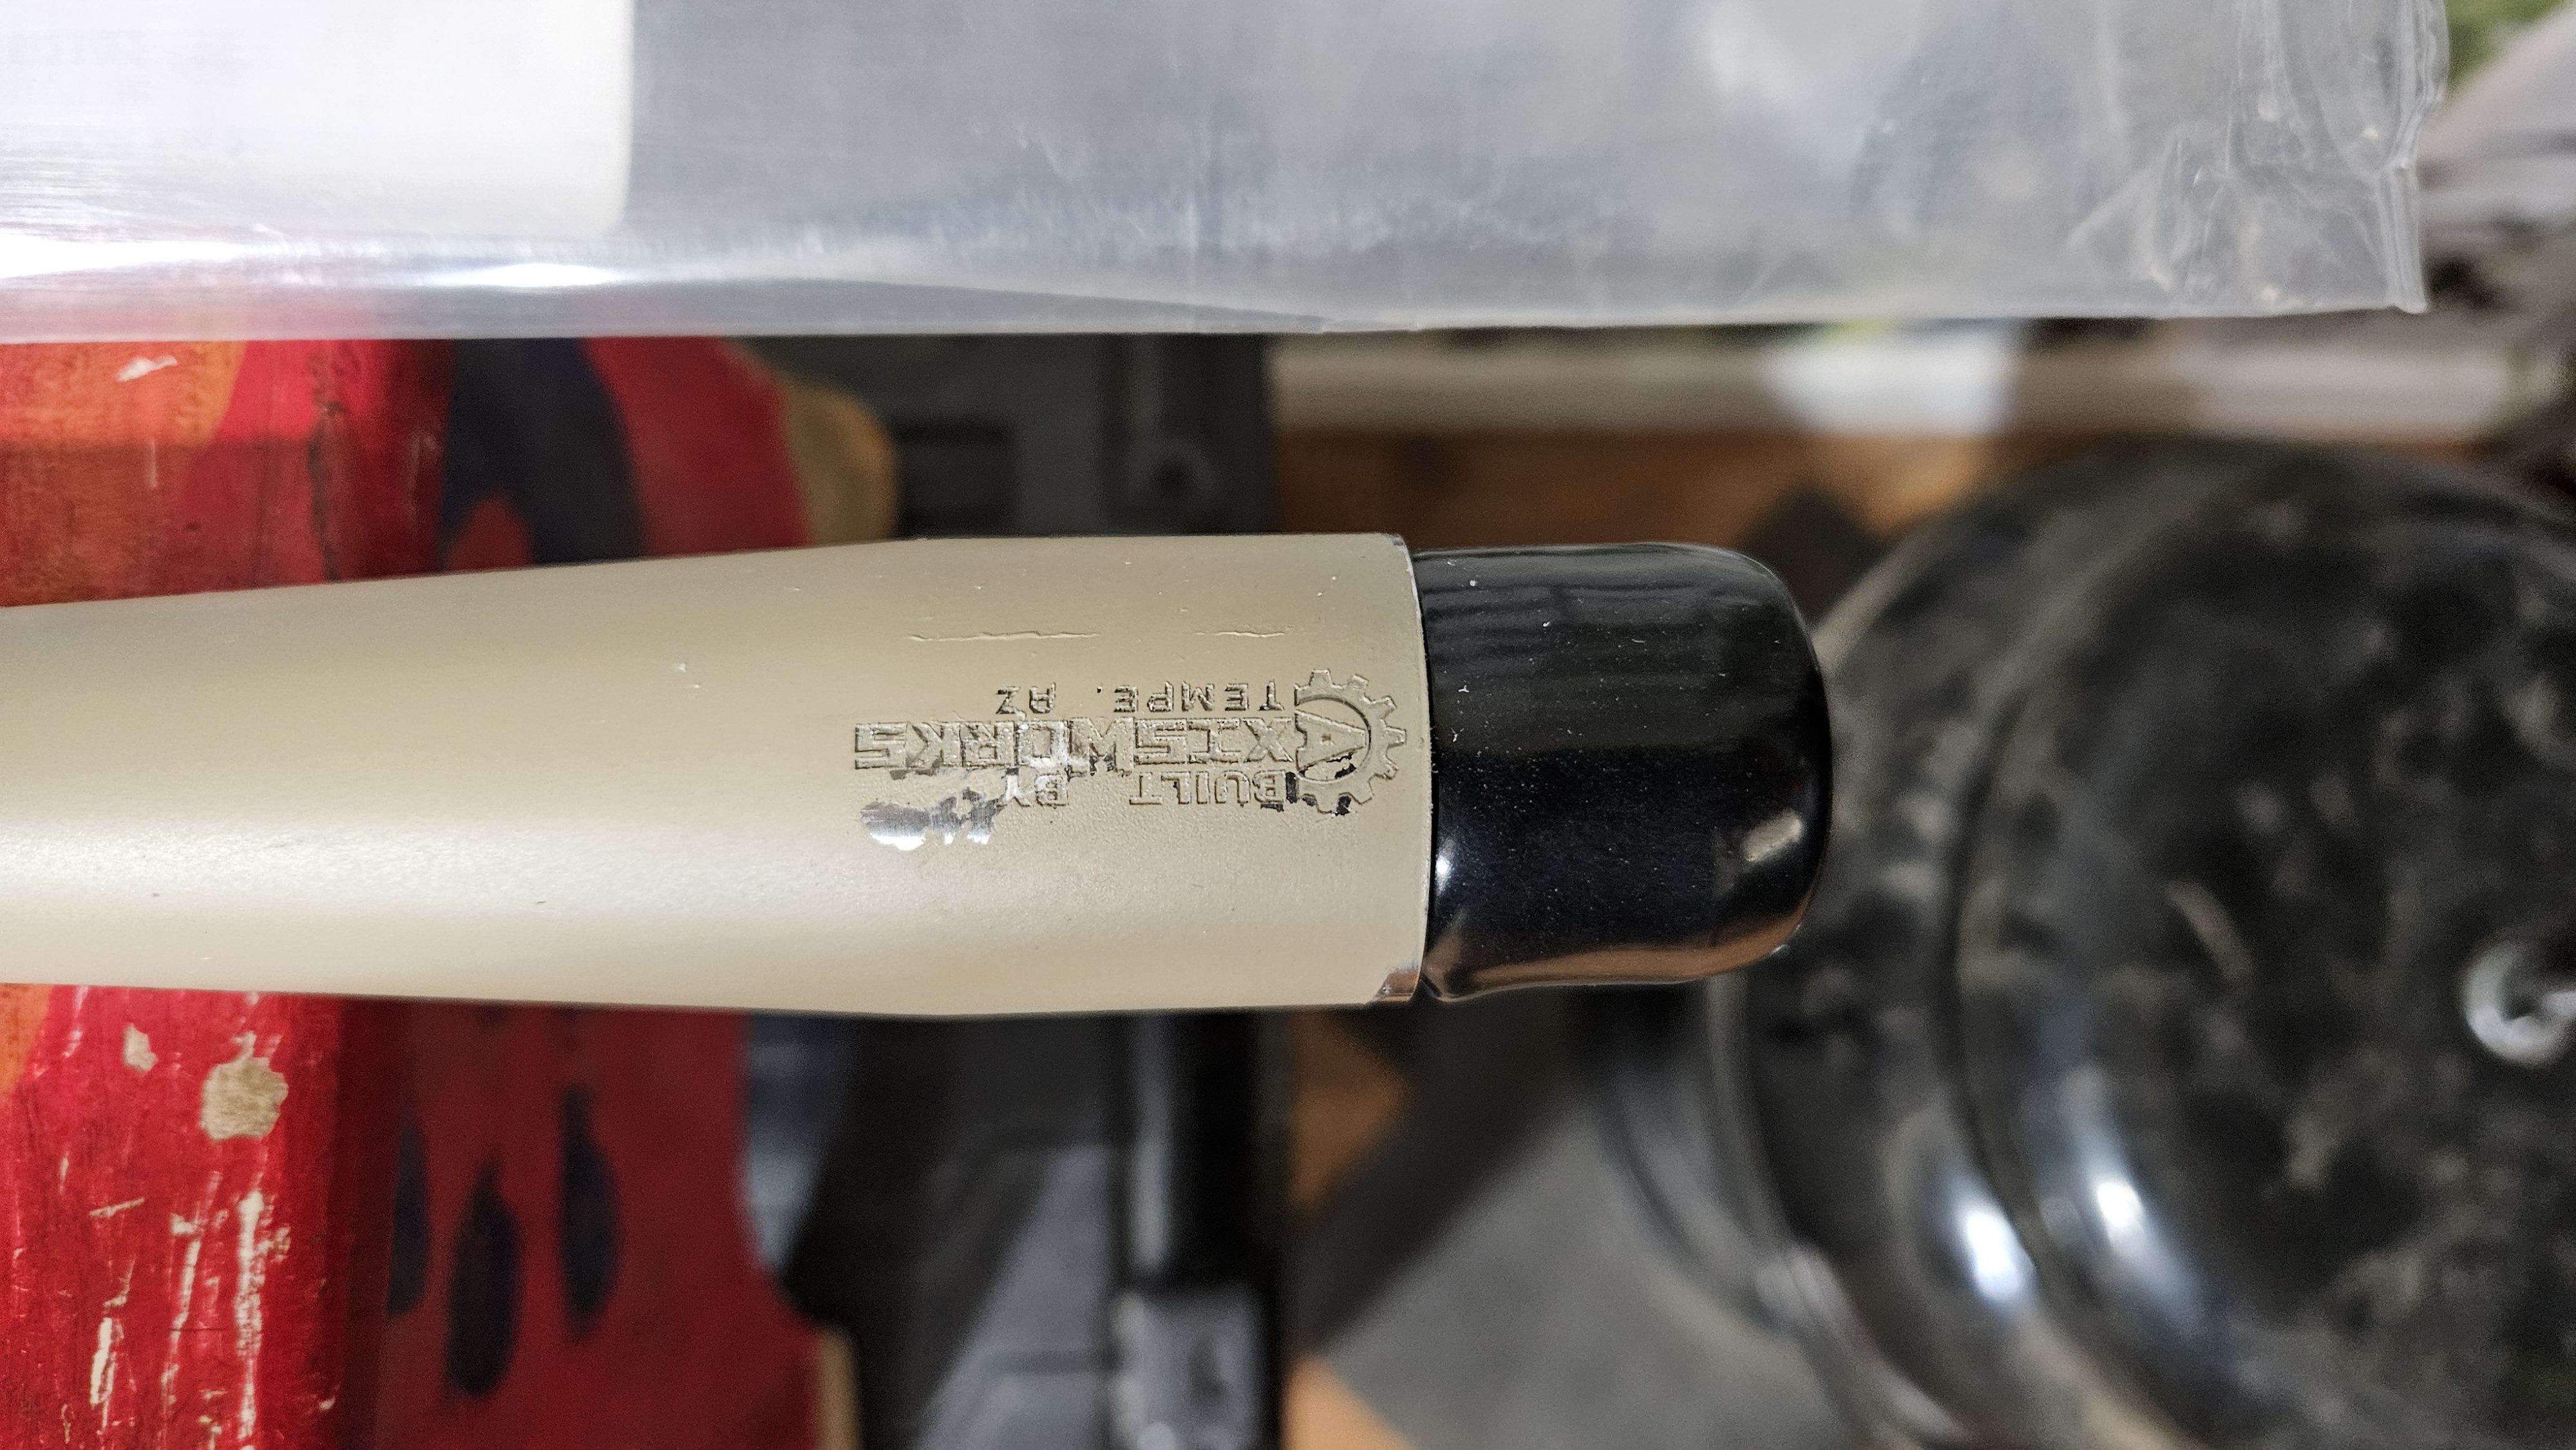 BUILT BY
AXISWORKS
TEMPE, AZ